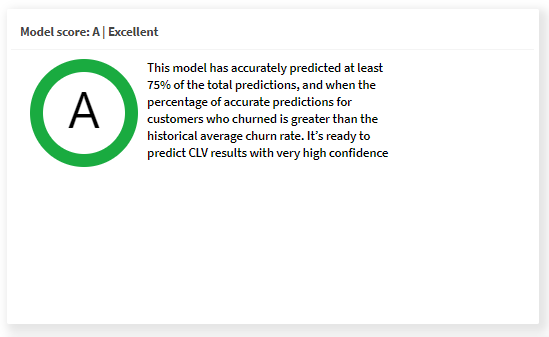 Model score: A | Excellent
A
This model has accurately predicted at least
75% of the total predictions, and when the
percentage of accurate predictions for
customers who churned is greater than the
historical average churn rate. It’s ready to
predict CLV results with very high confidence